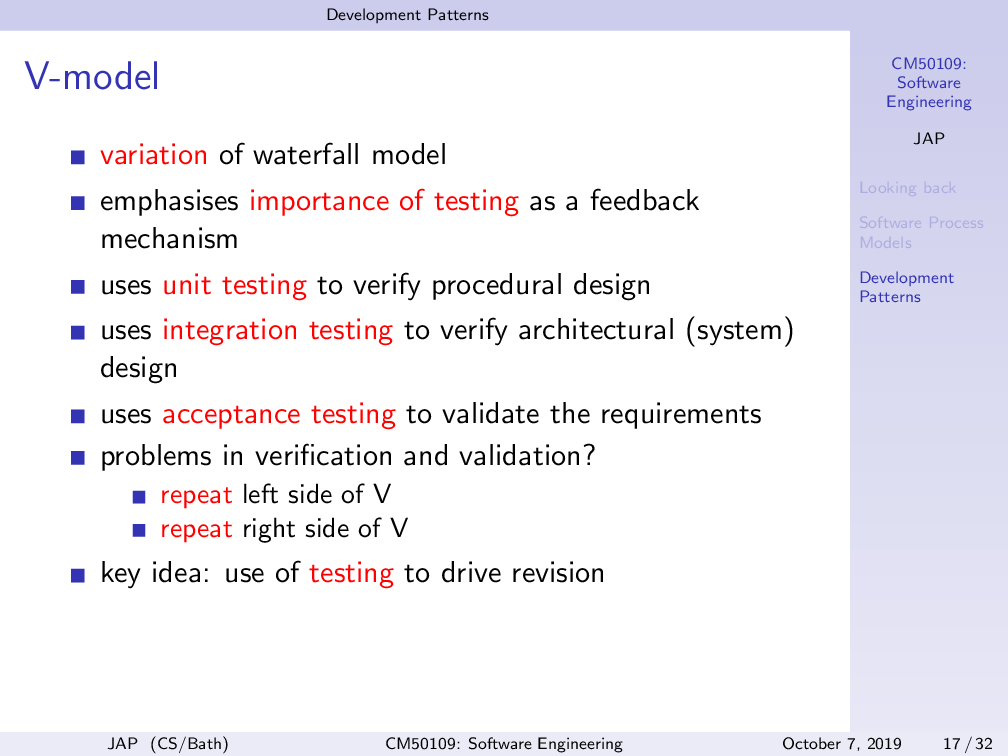 Development Patterns
V-model
variation of waterfall model
emphasises importance of testing as a feedback
mechanism
uses unit testing to verify procedural design
uses integration testing to verify architectural (system)
design
uses acceptance testing to validate the requirements
problems in verification and validation?
repeat left side of V
repeat right side of V
key idea: use of testing to drive revision
CM50109:
Software
Engineering
JAP
Looking back
Software Process
Models
Development
Patterns
JAP (CS/Bath)
CM50109: Software Engineering
October 7, 2019
17 / 32